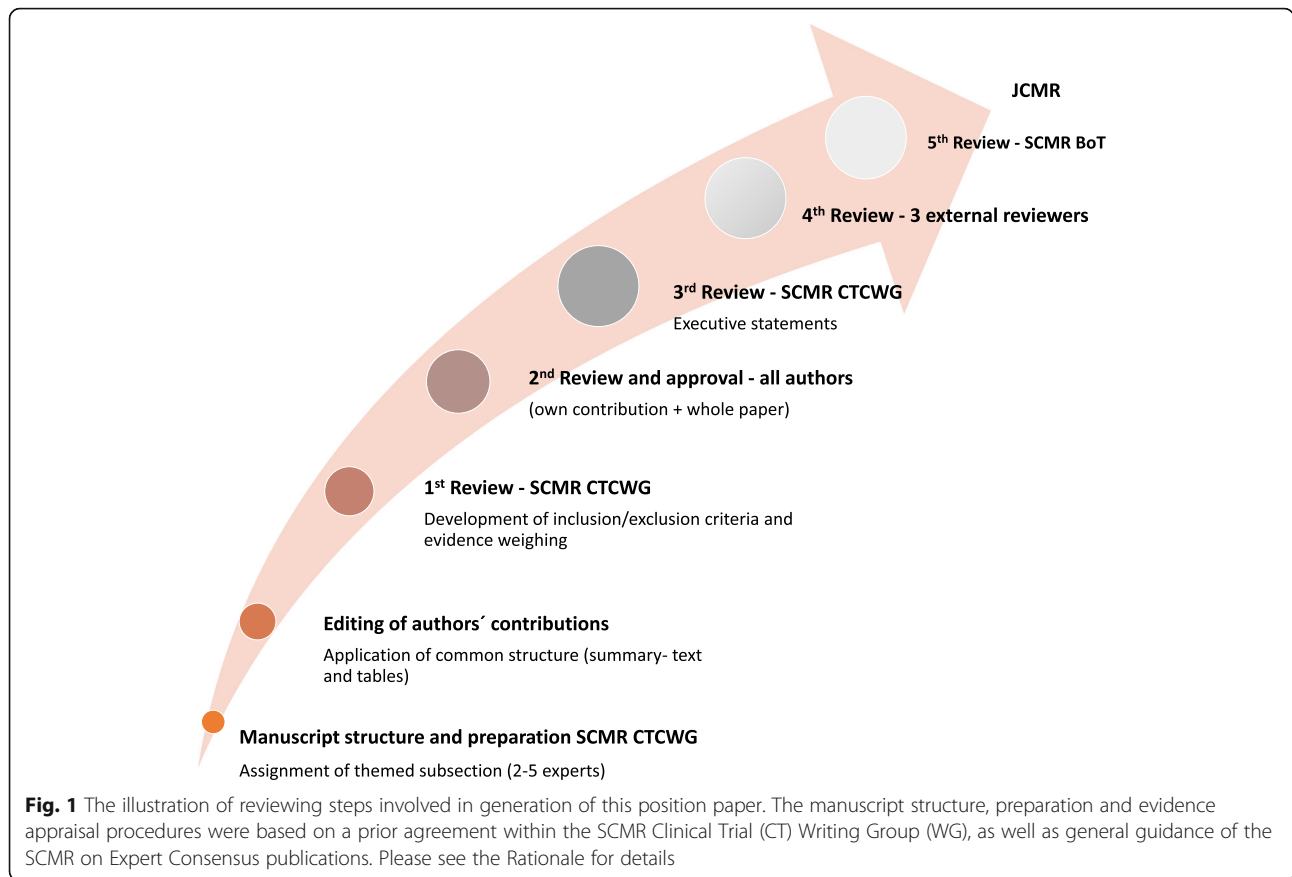 JCMR
5th Review - SCMR BoT
4th Review - 3 external reviewers
3rd Review - SCMR CTCWG
Executive statements
2nd Review and approval - all authors
(own contribution + whole paper)
1st Review - SCMR CTCWG
Development of inclusion/exclusion criteria and
evidence weighing
Editing of authors´ contributions
Application of common structure (summary- text
and tables)
Manuscript structure and preparation SCMR CTCWG
Assignment of themed subsection (2-5 experts)
Fig. 1 The illustration of reviewing steps involved in generation of this position paper. The manuscript structure, preparation and evidence
appraisal procedures were based on a prior agreement within the SCMR Clinical Trial (CT) Writing Group (WG), as well as general guidance of the
SCMR on Expert Consensus publications. Please see the Rationale for details